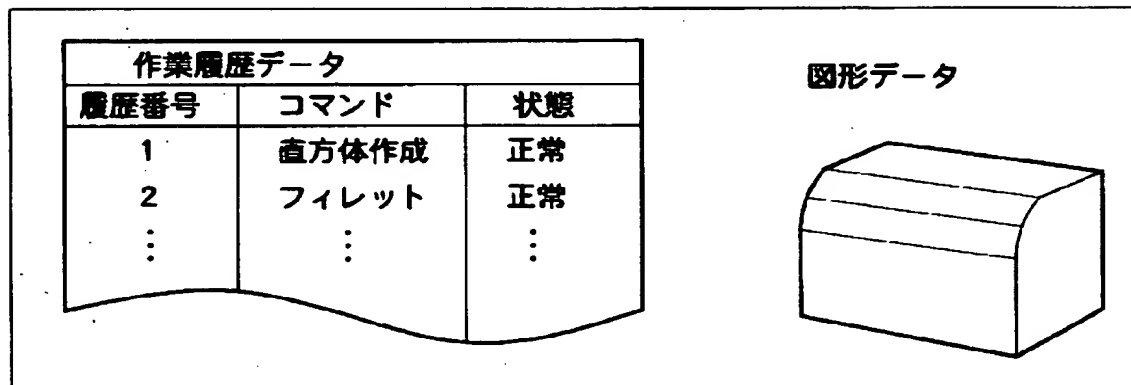 作業履歴データ
履歴番号 コマンド 状態
1 直方体作成 正常
2 フィレット 正常
⋮ ⋮ ⋮
図形データ